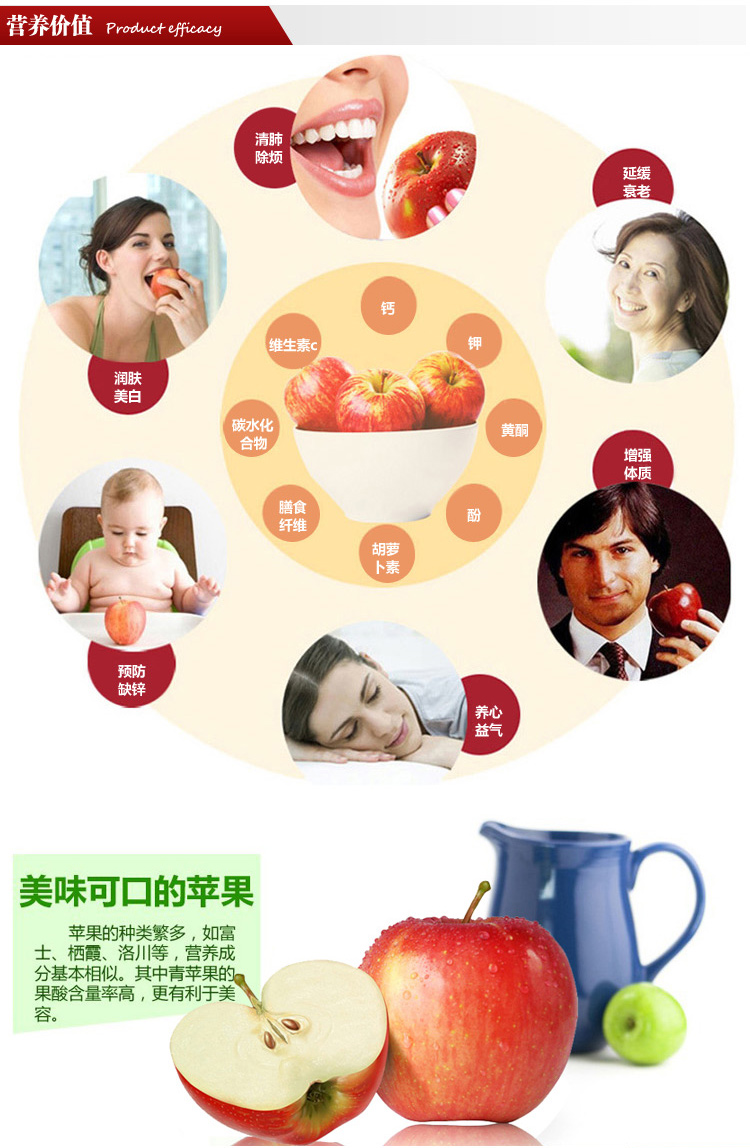 营养价值 Product efficacy
清肺
除烦
延缓
衰老
润肤
美白
钙
维生素c
钾
碳水化
合物
黄酮
增强
体质
膳食
纤维
酚
胡萝
卜素
预防
缺锌
养心
益气
美味可口的苹果
苹果的种类繁多，如富
士、栖霞、洛川等，营养成
分基本相似。其中青苹果的
果酸含量率高，更有利于美
容。